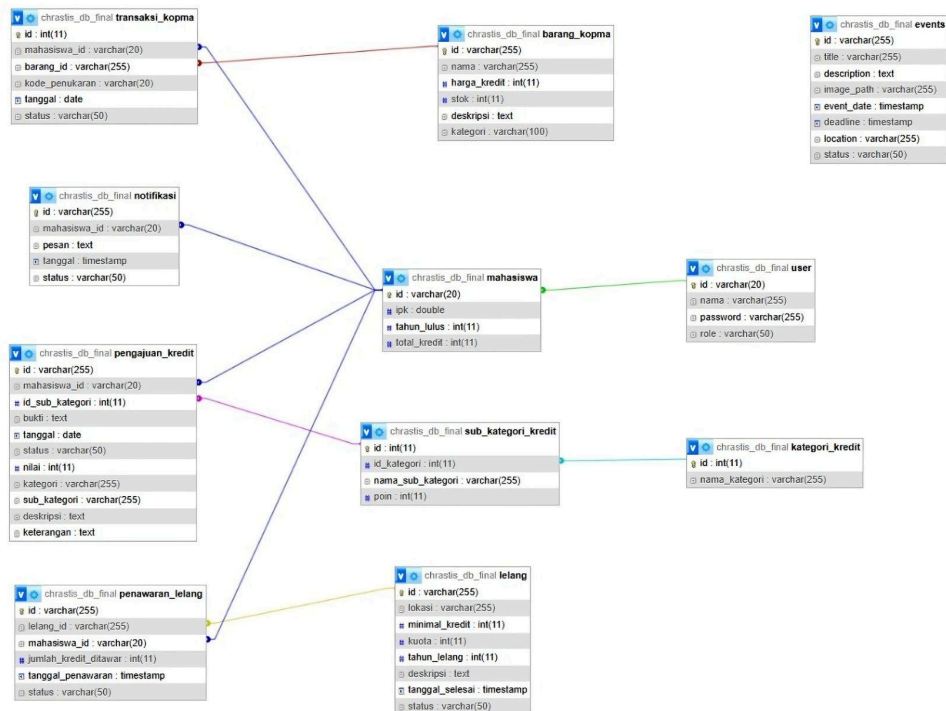 chrastis_db_final transaksi_kopma
id : int(11)
mahasiswa_id : varchar(20)
barang_id : varchar(255)
kode_penukaran : varchar(20)
tanggal : date
status : varchar(50)
chrastis_db_final barang_kopma
id : varchar(255)
nama : varchar(255)
harga_kredit : int(11)
stok : int(11)
deskripsi : text
kategori : varchar(100)
chrastis_db_final events
id : varchar(255)
title : varchar(255)
description : text
image_path : varchar(255)
event_date : timestamp
deadline : timestamp
location : varchar(255)
status : varchar(50)
chrastis_db_final notifikasi
id : varchar(255)
mahasiswa_id : varchar(20)
pesan : text
tanggal : timestamp
status : varchar(50)
chrastis_db_final mahasiswa
id : varchar(20)
ipk : double
tahun_lulus : int(11)
total_kredit : int(11)
chrastis_db_final user
id : varchar(20)
nama : varchar(255)
password : varchar(255)
role : varchar(50)
chrastis_db_final pengajuan_kredit
id : varchar(255)
mahasiswa_id : varchar(20)
id_sub_kategori : int(11)
bukti : text
tanggal : date
status : varchar(50)
nilai : int(11)
kategori : varchar(255)
sub_kategori : varchar(255)
deskripsi : text
keterangan : text
chrastis_db_final sub_kategori_kredit
id : int(11)
id_kategori : int(11)
nama_sub_kategori : varchar(255)
poin : int(11)
chrastis_db_final kategori_kredit
id : int(11)
nama_kategori : varchar(255)
chrastis_db_final penawaran_lelang
id : varchar(255)
lelang_id : varchar(255)
mahasiswa_id : varchar(20)
jumlah_kredit_ditawar : int(11)
tanggal_penawaran : timestamp
status : varchar(50)
chrastis_db_final lelang
id : varchar(255)
lokasi : varchar(255)
minimal_kredit : int(11)
kuota : int(11)
tahun_lelang : int(11)
deskripsi : text
tanggal_selesai : timestamp
status : varchar(50)